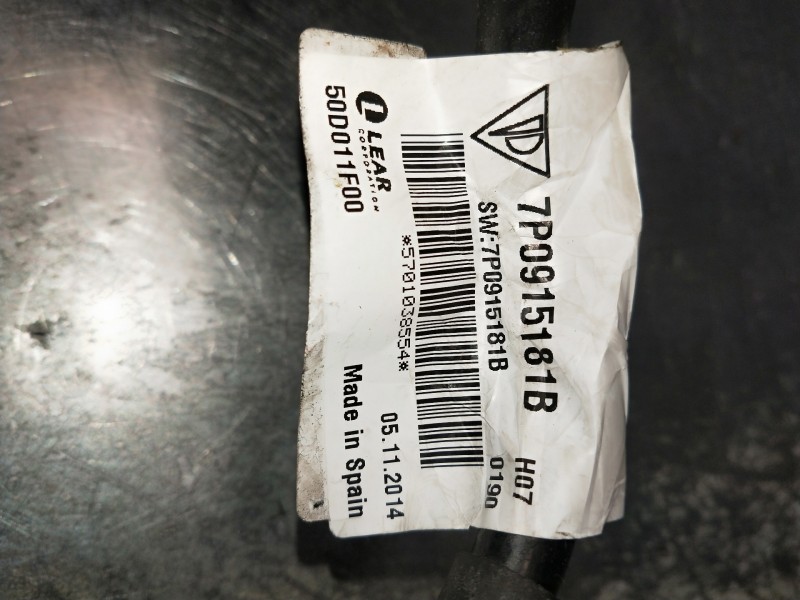 7P0915181B H07
SW:7P0915181B 0190
*5701038554*
LEAR
CORPORATION
05.11.2014
50D011F00
Made in Spain